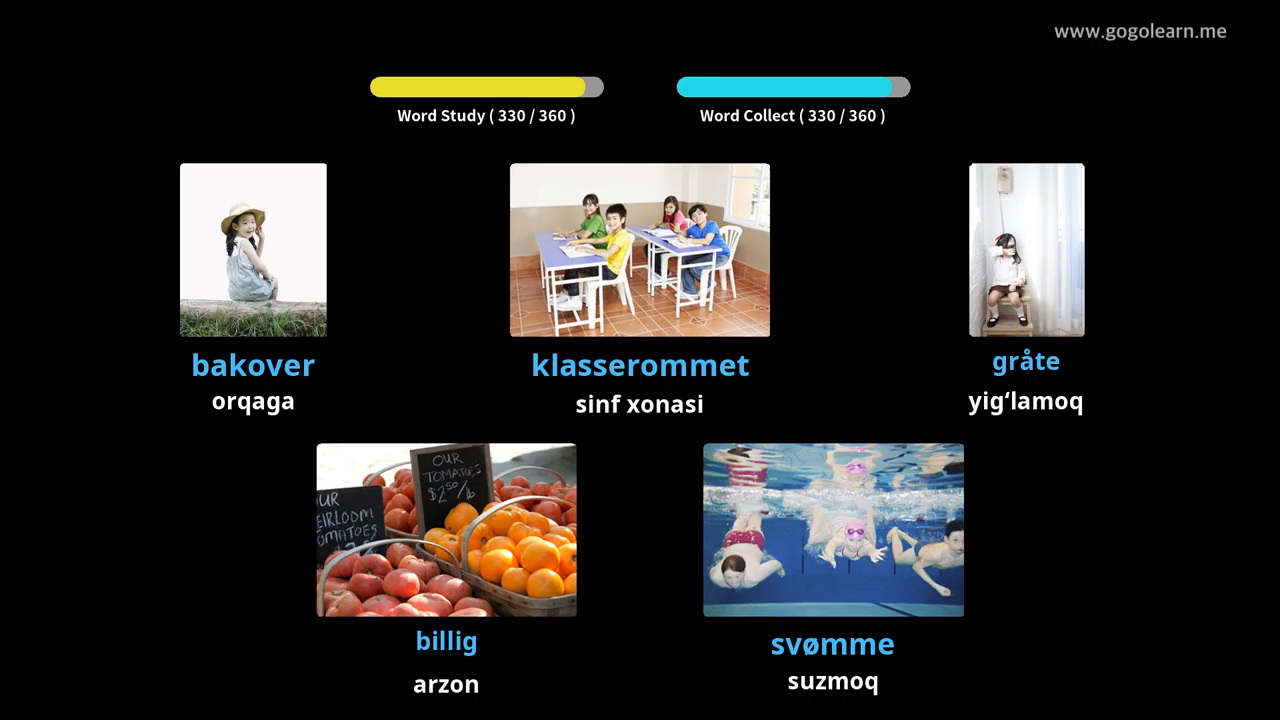 www.gogolearn.me
Word Study ( 330 / 360 )
Word Collect ( 330 / 360 )
bakover
orqaga
klasserommet
sinf xonasi
gråte
yig‘lamoq
OUR
TOMATOES
$2.50/lb
UR
EIRLOOM
OMATOES
billig
arzon
svømme
suzmoq